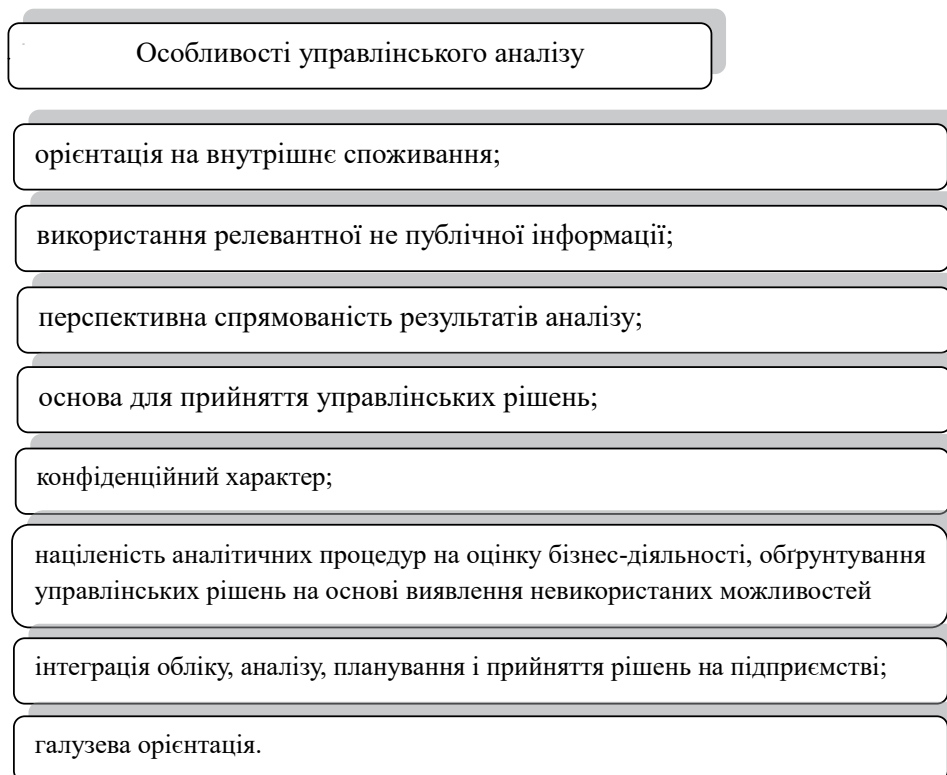 Особливості управлінського аналізу
орієнтація на внутрішнє споживання;
використання релевантної не публічної інформації;
перспективна спрямованість результатів аналізу;
основа для прийняття управлінських рішень;
конфіденційний характер;
націленість аналітичних процедур на оцінку бізнес-діяльності, обґрунтування
управлінських рішень на основі виявлення невикористаних можливостей
інтеграція обліку, аналізу, планування і прийняття рішень на підприємстві;
галузева орієнтація.